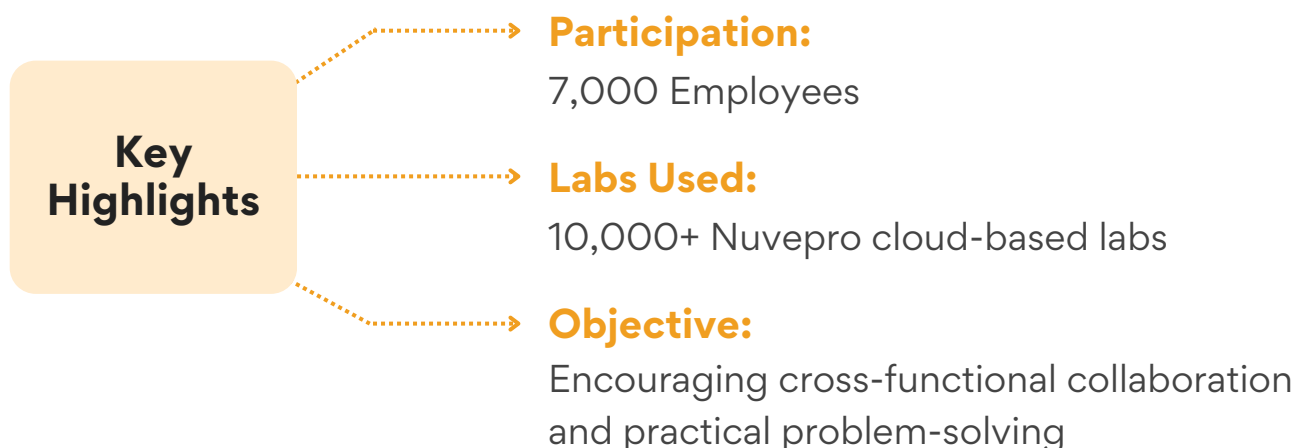 Key
Highlights
Participation:
7,000 Employees
Labs Used:
10,000+ Nuvepro cloud-based labs
Objective:
Encouraging cross-functional collaboration
and practical problem-solving